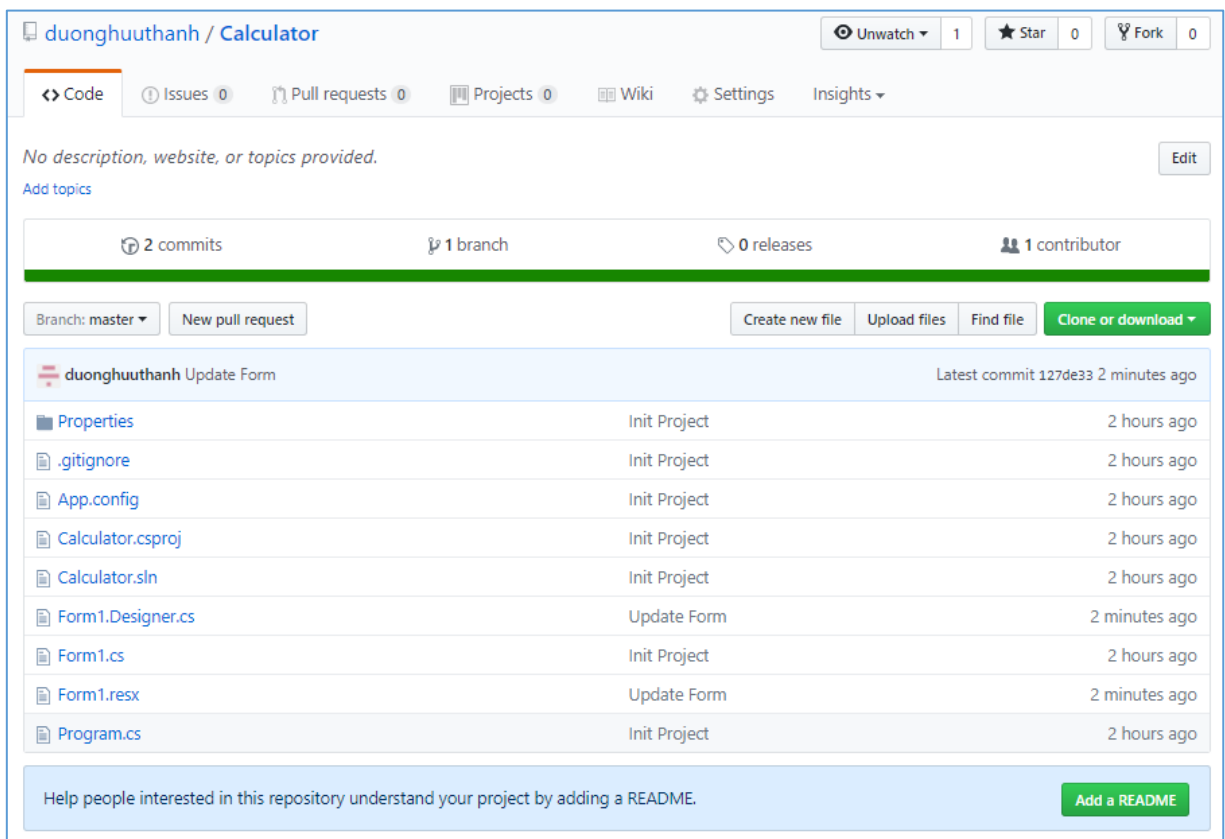 duonghuuthanh / Calculator Unwatch 1 Star 0 Fork 0
Code Issues 0 Pull requests 0 Projects 0 Wiki Settings Insights
No description, website, or topics provided. Edit
Add topics
2 commits 1 branch 0 releases 1 contributor
Branch: master New pull request Create new file Upload files Find file Clone or download
duonghuuthanh Update Form Latest commit 127de33 2 minutes ago
Properties Init Project 2 hours ago
.gitignore Init Project 2 hours ago
App.config Init Project 2 hours ago
Calculator.csproj Init Project 2 hours ago
Calculator.sln Init Project 2 hours ago
Form1.Designer.cs Update Form 2 minutes ago
Form1.cs Init Project 2 hours ago
Form1.resx Update Form 2 minutes ago
Program.cs Init Project 2 hours ago
Help people interested in this repository understand your project by adding a README. Add a README